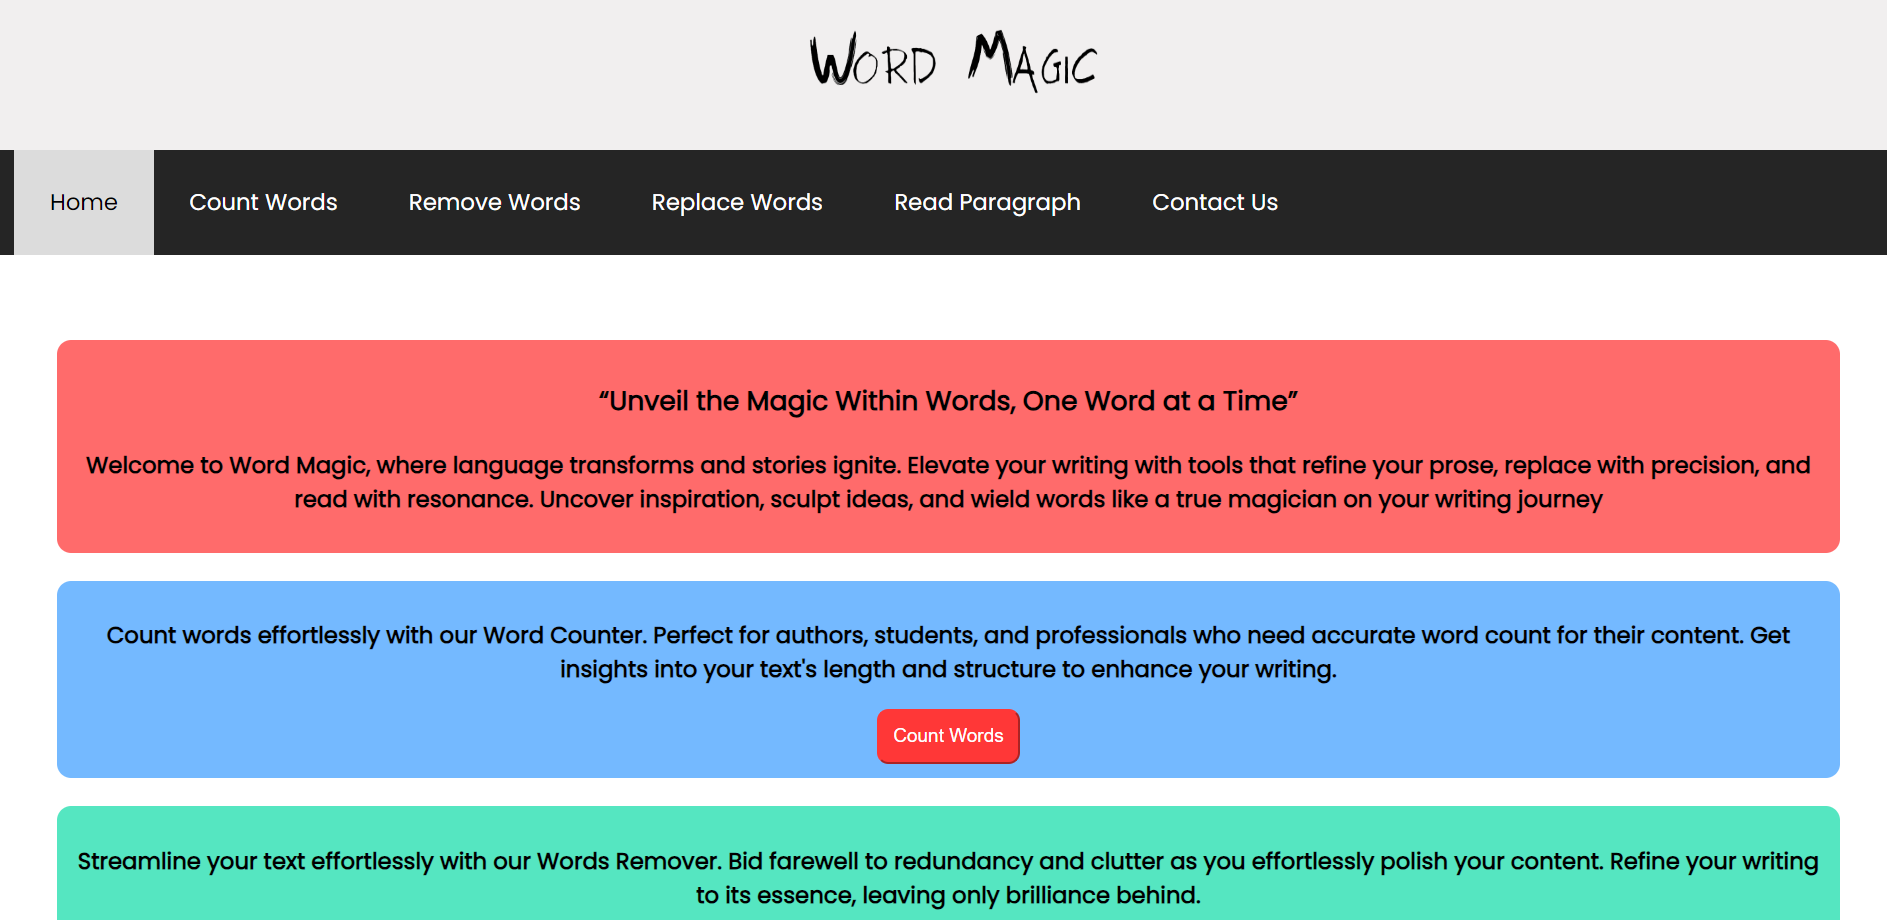 Word Magic
Home Count Words Remove Words Replace Words Read Paragraph Contact Us
“Unveil the Magic Within Words, One Word at a Time”
Welcome to Word Magic, where language transforms and stories ignite. Elevate your writing with tools that refine your prose, replace with precision, and
read with resonance. Uncover inspiration, sculpt ideas, and wield words like a true magician on your writing journey
Count words effortlessly with our Word Counter. Perfect for authors, students, and professionals who need accurate word count for their content. Get
insights into your text's length and structure to enhance your writing.
Count Words
Streamline your text effortlessly with our Words Remover. Bid farewell to redundancy and clutter as you effortlessly polish your content. Refine your writing
to its essence, leaving only brilliance behind.